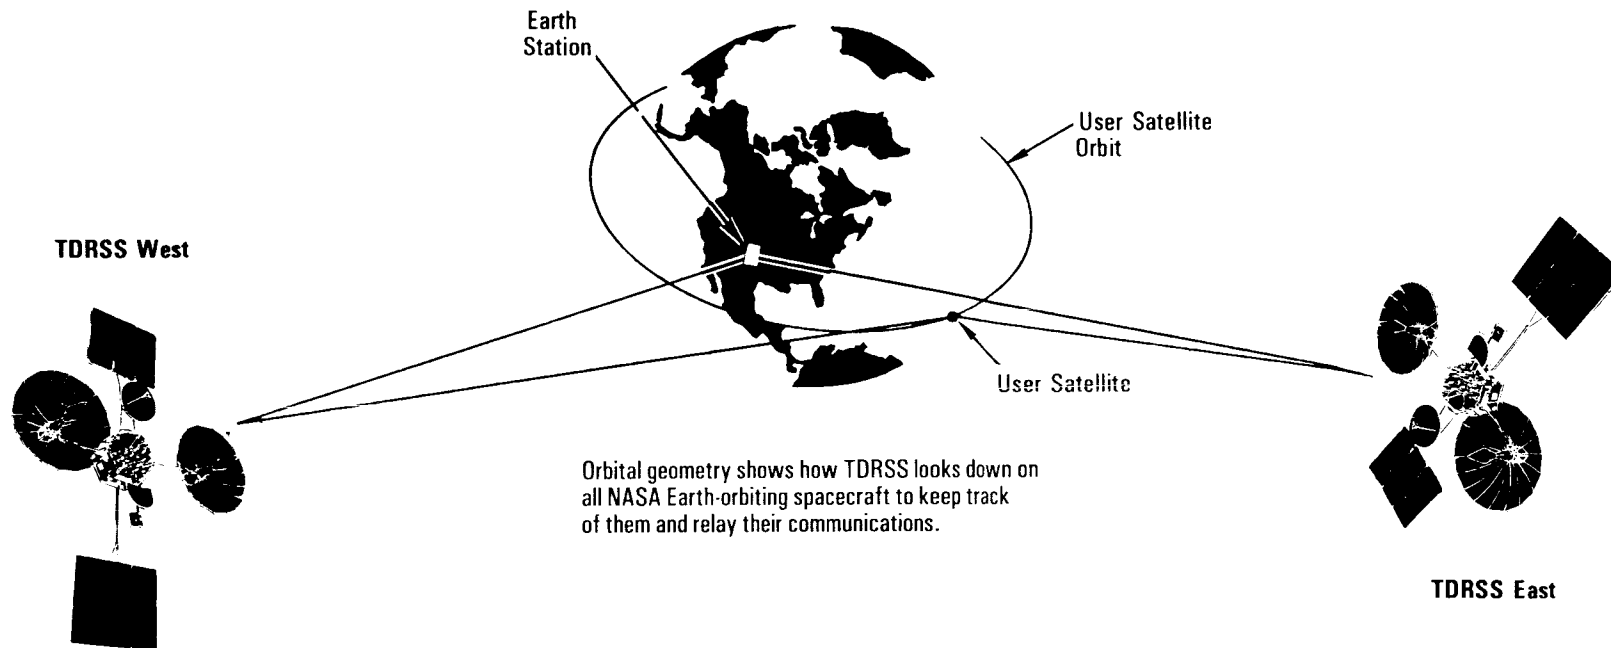 Earth
Station
User Satellite
Orbit
TDRSS West
User Satellite
Orbital geometry shows how TDRSS looks down on
all NASA Earth-orbiting spacecraft to keep track
of them and relay their communications.
TDRSS East